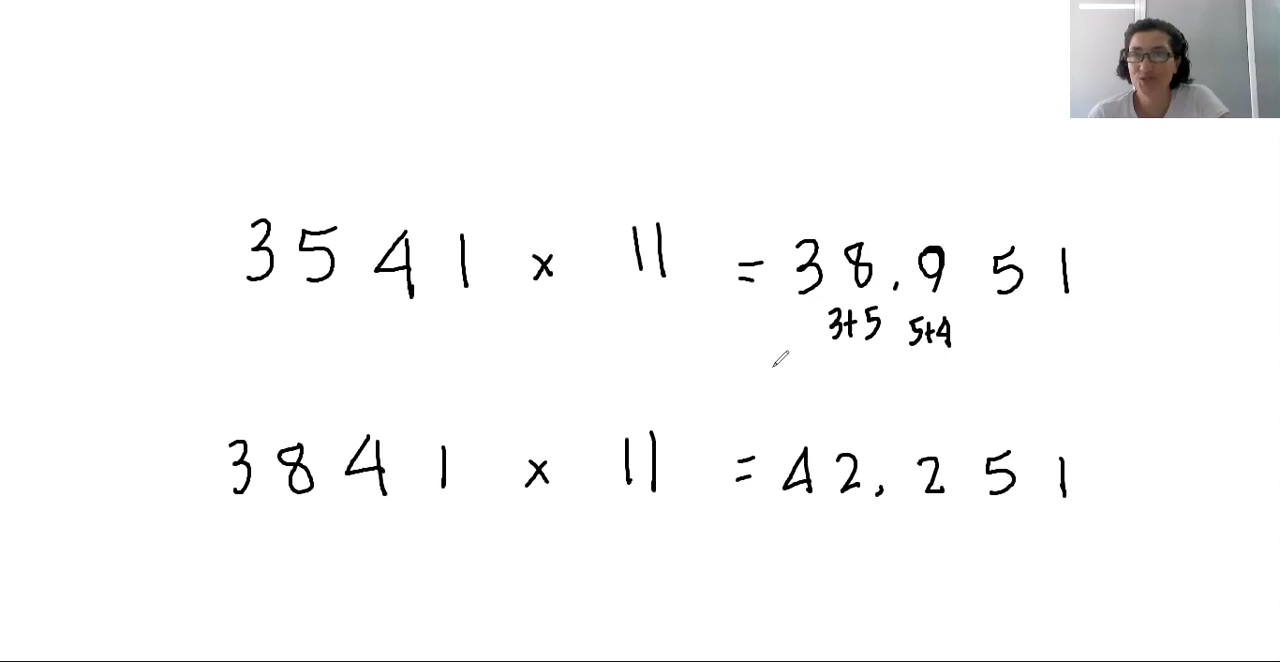 3541 x 11 = 38.951
3+5 5+4
3841 x 11 = 42,251